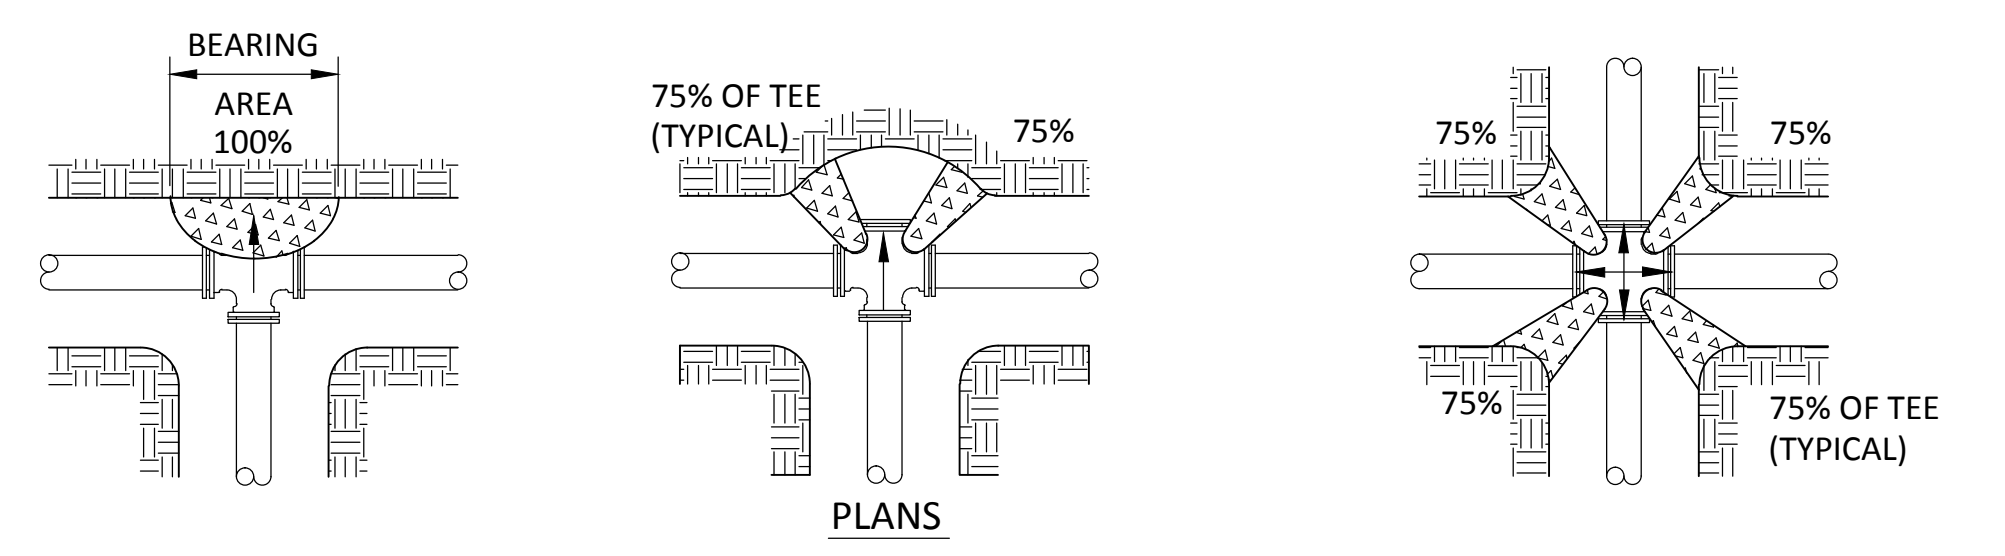 BEARING
AREA
100%
75% OF TEE
(TYPICAL)
75%
PLANS
75%
75%
75%
75% OF TEE
(TYPICAL)